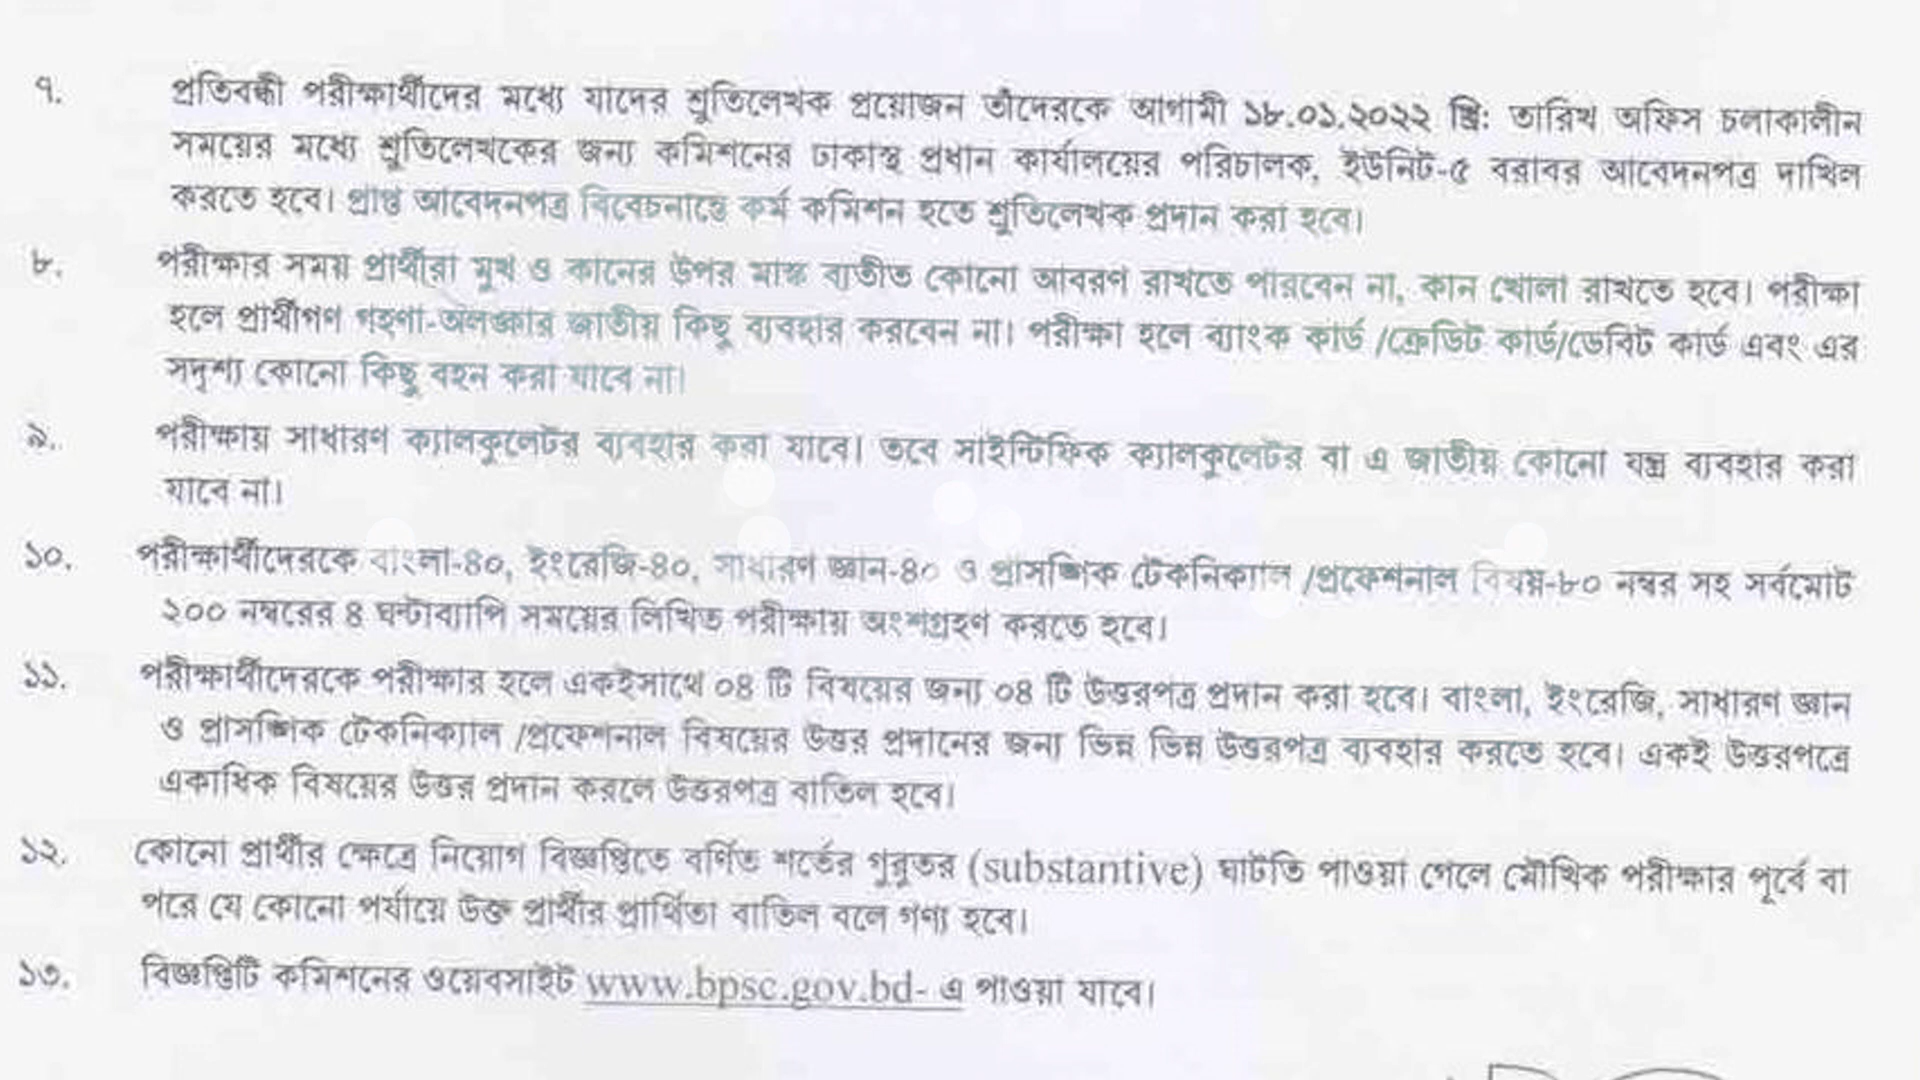 ৭. প্রতিবন্ধী পরীক্ষার্থীদের মধ্যে যাদের শ্রুতিলেখক প্রয়োজন তাঁদেরকে আগামী ১৮.০১.২০২২ খ্রি: তারিখ অফিস চলাকালীন
সময়ের মধ্যে শ্রুতিলেখকের জন্য কমিশনের ঢাকাস্থ প্রধান কার্যালয়ের পরিচালক, ইউনিট-৫ বরাবর আবেদনপত্র দাখিল
করতে হবে। প্রাপ্ত আবেদনপত্র বিবেচনান্তে কর্ম কমিশন হতে শ্রুতিলেখক প্রদান করা হবে।
৮. পরীক্ষার সময় প্রার্থীরা মুখ ও কানের উপর মাস্ক ব্যতীত কোনো আবরণ রাখতে পারবেন না, কান খোলা রাখতে হবে। পরীক্ষা
হলে প্রার্থীগণ গহণা-অলঙ্কার জাতীয় কিছু ব্যবহার করবেন না। পরীক্ষা হলে ব্যাংক কার্ড /ক্রেডিট কার্ড/ডেবিট কার্ড এবং এর
সদৃশ্য কোনো কিছু বহন করা যাবে না।
৯. পরীক্ষায় সাধারণ ক্যালকুলেটর ব্যবহার করা যাবে। তবে সাইন্টিফিক ক্যালকুলেটর বা এ জাতীয় কোনো যন্ত্র ব্যবহার করা
যাবে না।
১০. পরীক্ষার্থীদেরকে বাংলা-৪০, ইংরেজি-৪০, সাধারণ জ্ঞান-৪০ ও প্রাসঙ্গিক টেকনিক্যাল /প্রফেশনাল বিষয়-৮০ নম্বর সহ সর্বমোট
২০০ নম্বরের ৪ ঘন্টাব্যাপি সময়ের লিখিত পরীক্ষায় অংশগ্রহণ করতে হবে।
১১. পরীক্ষার্থীদেরকে পরীক্ষার হলে একইসাথে ০৪ টি বিষয়ের জন্য ০৪ টি উত্তরপত্র প্রদান করা হবে। বাংলা, ইংরেজি, সাধারণ জ্ঞান
ও প্রাসঙ্গিক টেকনিক্যাল /প্রফেশনাল বিষয়ের উত্তর প্রদানের জন্য ভিন্ন ভিন্ন উত্তরপত্র ব্যবহার করতে হবে। একই উত্তরপত্রে
একাধিক বিষয়ের উত্তর প্রদান করলে উত্তরপত্র বাতিল হবে।
১২. কোনো প্রার্থীর ক্ষেত্রে নিয়োগ বিজ্ঞপ্তিতে বর্ণিত শর্তের গুরুতর (substantive) ঘাটতি পাওয়া গেলে মৌখিক পরীক্ষার পূর্বে বা
পরে যে কোনো পর্যায়ে উক্ত প্রার্থীর প্রার্থিতা বাতিল বলে গণ্য হবে।
১৩. বিজ্ঞপ্তিটি কমিশনের ওয়েবসাইট www.bpsc.gov.bd- এ পাওয়া যাবে।